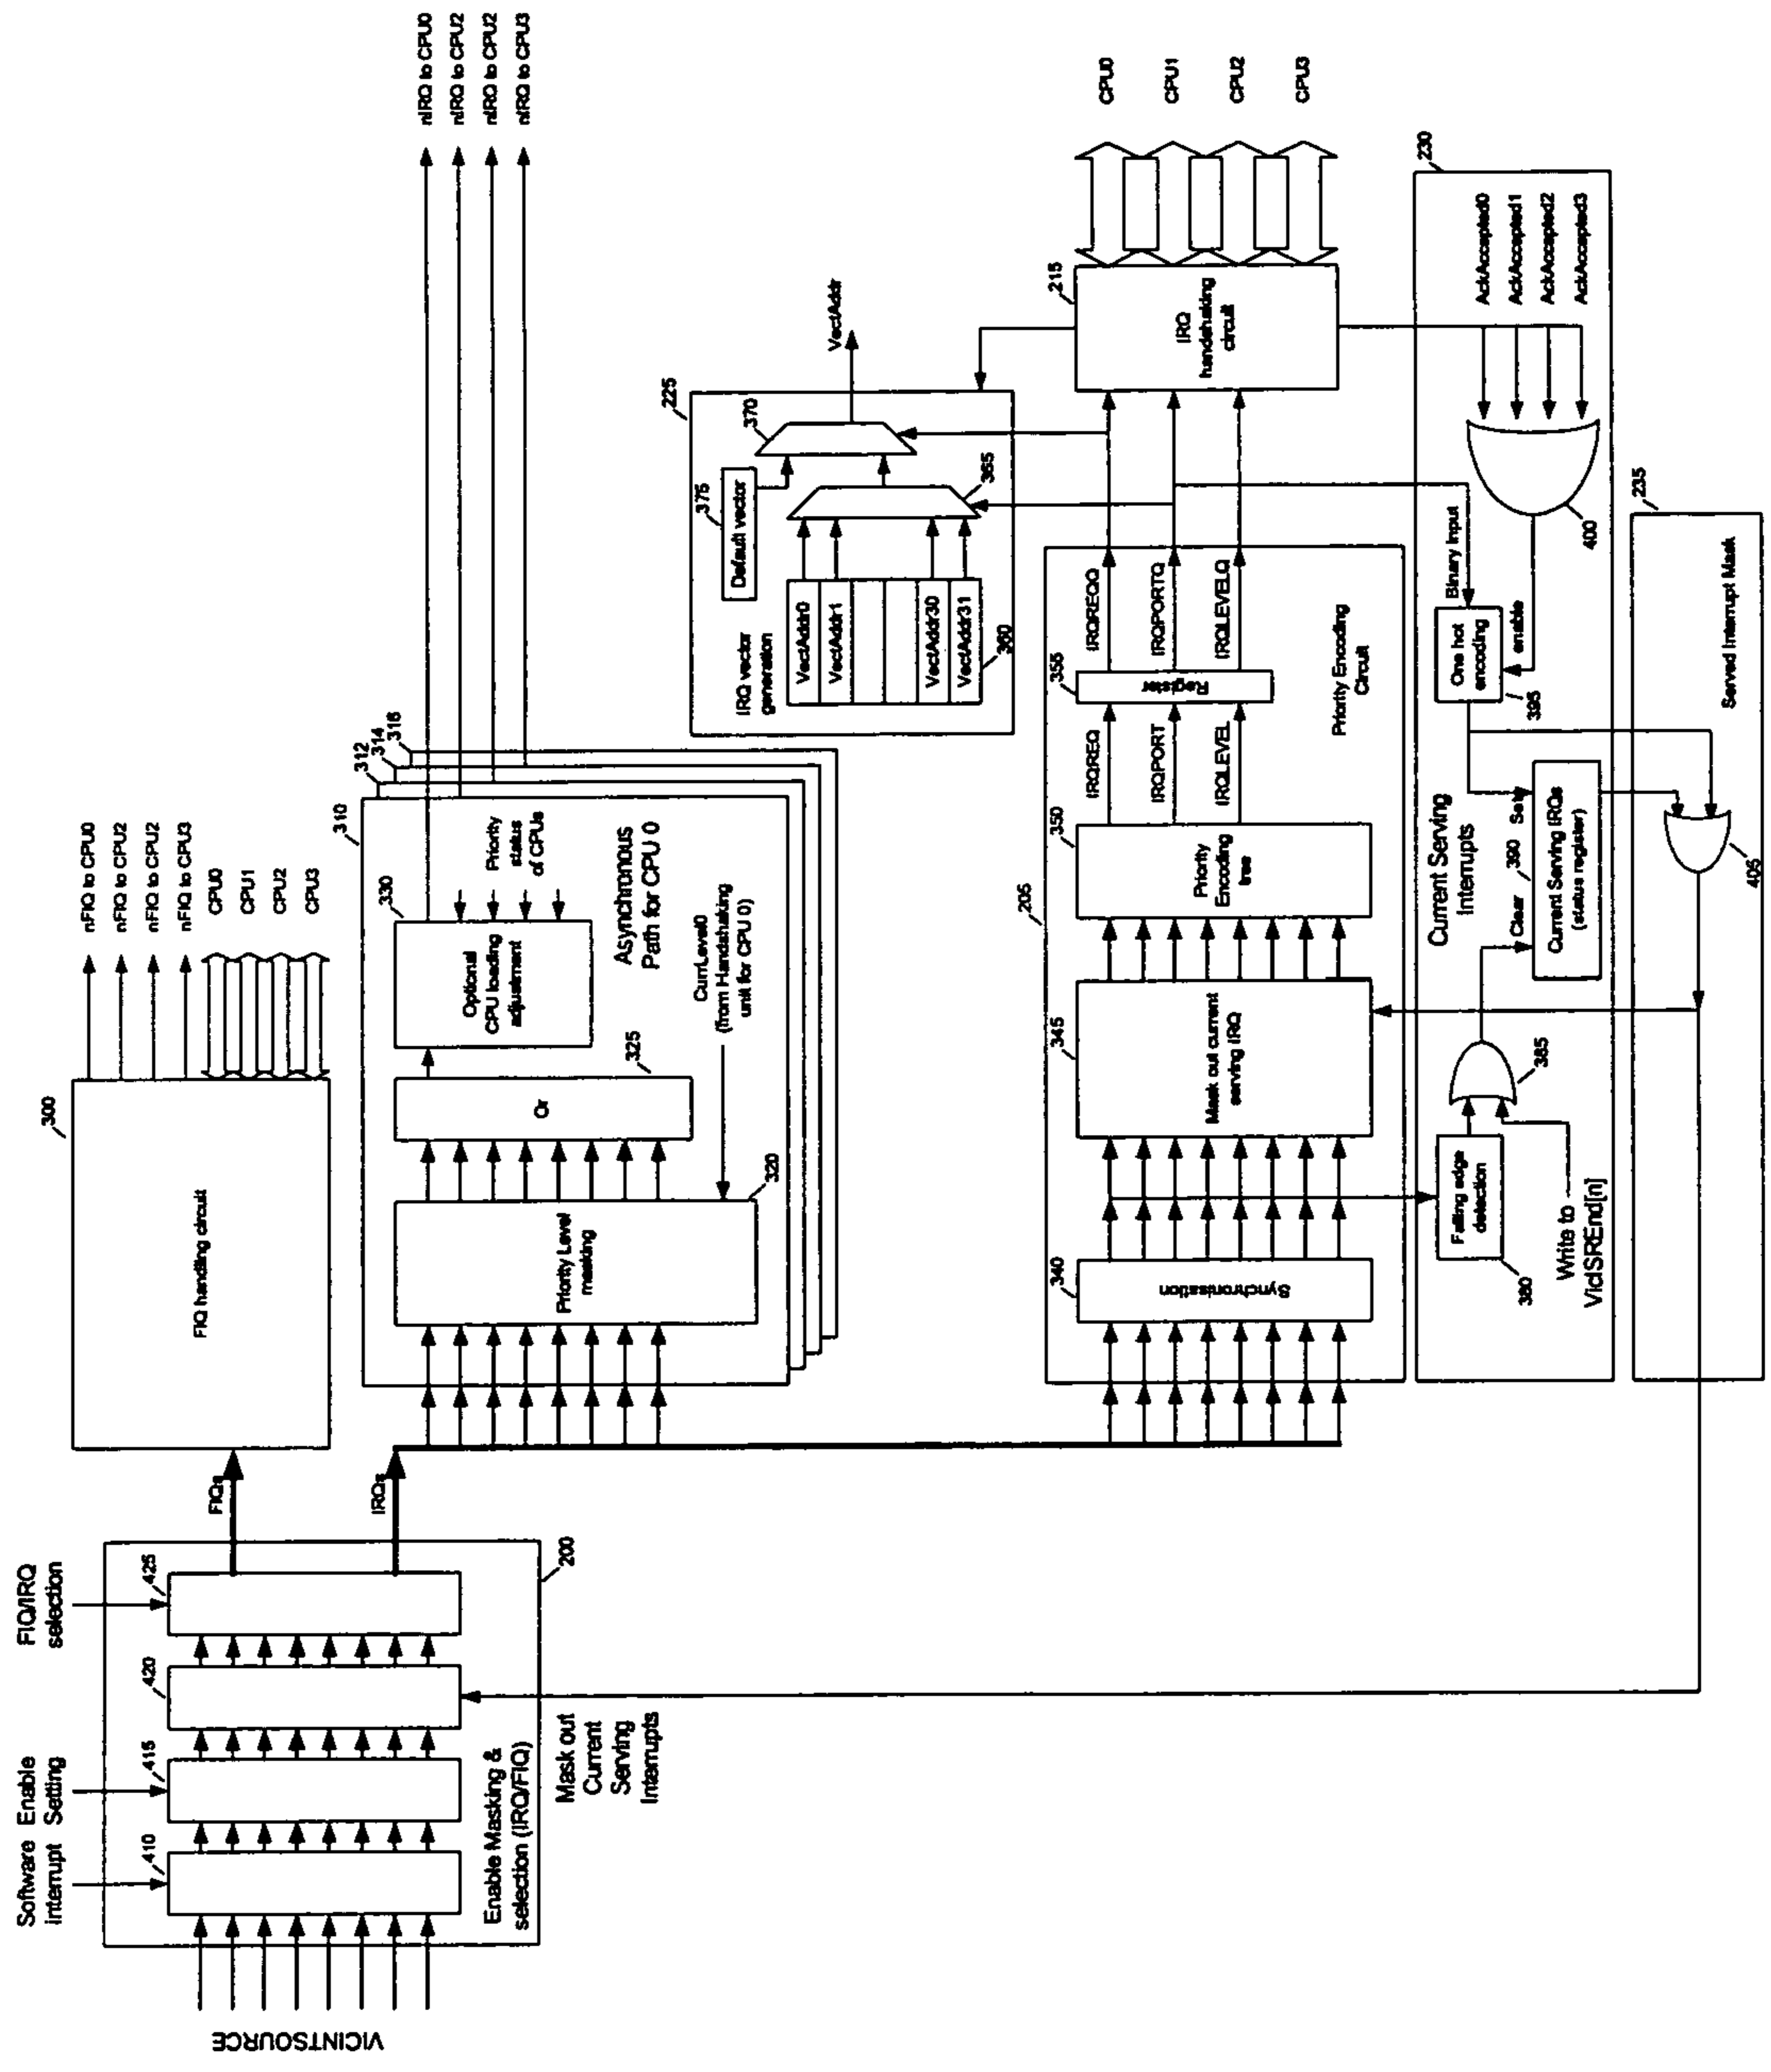 VICINTSOURCE
Software
interrupt
Enable
Setting
FIQ/IRQ
selection
410
415
420
425
Enable Masking &
selection (IRQ/FIQ)
200
Mask out
Current
Serving
Interrupts
FIQs
IRQs
300
FIQ handling circuit
nFIQ to CPU0
nFIQ to CPU2
nFIQ to CPU2
nFIQ to CPU3
CPU0
CPU1
CPU2
CPU3
310
312
314
316
Priority Level
masking
320
Or
325
Optional
CPU loading
adjustment
330
Priority
status
of CPUs
Asynchronous
Path for CPU 0
CurrLevel0
(from Handshaking
unit for CPU 0)
nIRQ to CPU0
nIRQ to CPU2
nIRQ to CPU2
nIRQ to CPU3
225
IRQ vector
generation
VectAddr0
VectAddr1
VectAddr30
VectAddr31
360
Default vector
375
365
370
VectAddr
205
Synchronisation
340
Mask out current
serving IRQ
345
Priority
Encoding
tree
350
IRQREQ
IRQPORT
IRQLEVEL
Register
355
IRQREQQ
IRQPORTQ
IRQLEVELQ
Priority Encoding
Circuit
IRQ
handshaking
circuit
215
CPU0
CPU1
CPU2
CPU3
230
Falling edge
detection
380
Write to
VicISREnd[n]
385
Current Serving
Interrupts
Clear
390
Set
Current Serving IRQs
(status register)
One hot
encoding
395
Binary Input
enable
400
AckAccepted0
AckAccepted1
AckAccepted2
AckAccepted3
235
405
Served Interrupt Mask